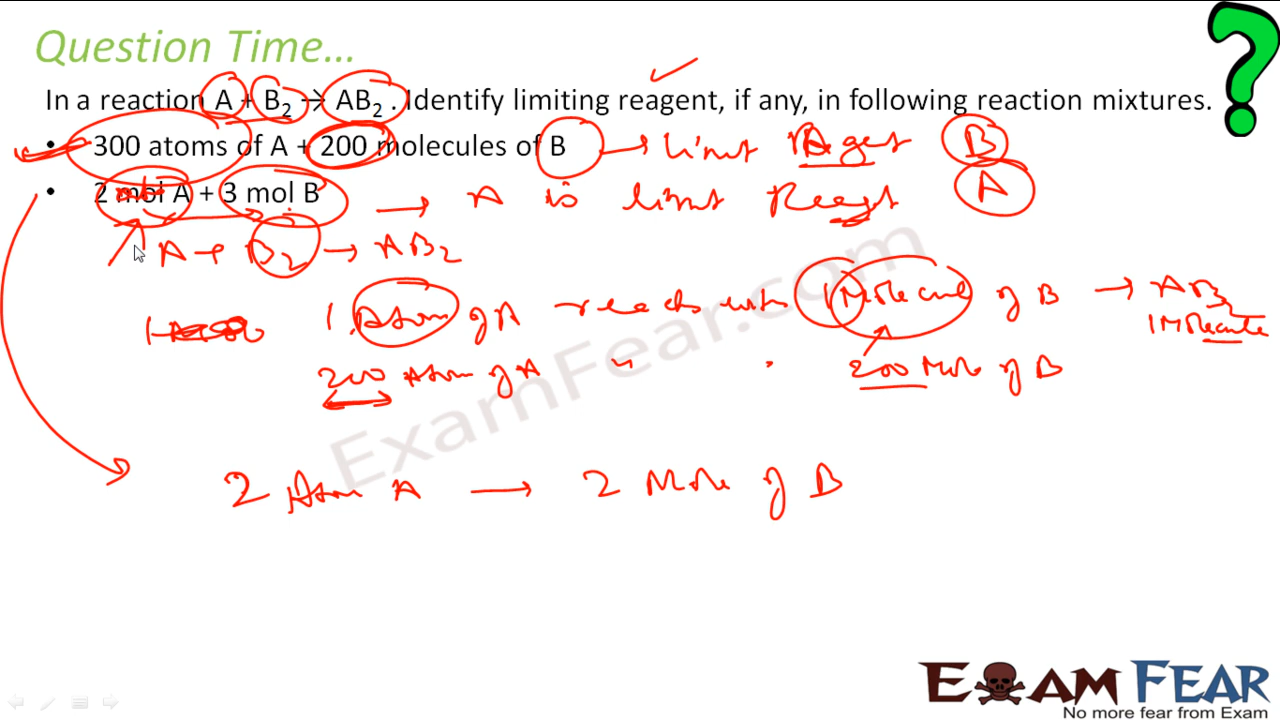 Question Time...
In a reaction A + B₂ → AB₂ . Identify limiting reagent, if any, in following reaction mixtures.
• 300 atoms of A + 200 molecules of B → limit Reagent B
• 2 mol A + 3 mol B → A is limit Reagent A
A + B₂ → AB₂
1 Atom of A reacts with 1 Molecule of B → AB₂
1 Molecule
200 Atom of A " " 200 Mole of B
2 Atom A → 2 Mole of B
ExamFear.com
EXAM FEAR
No more fear from Exam